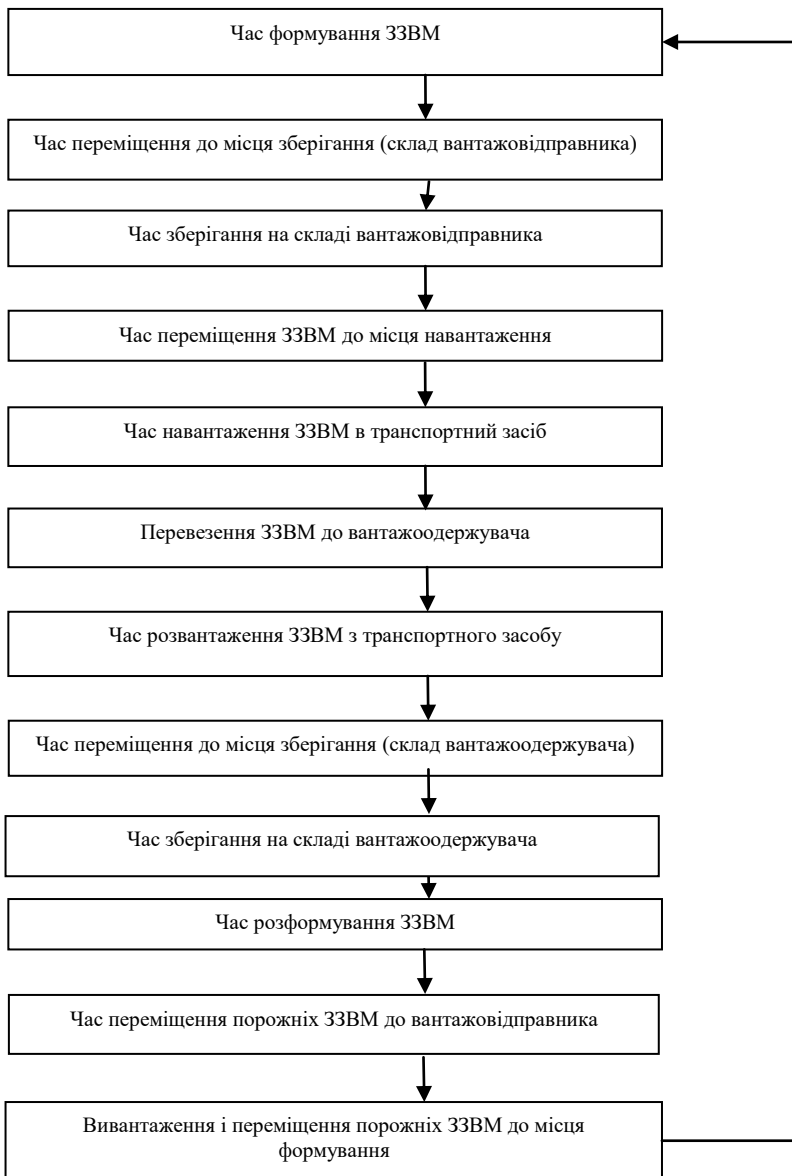 Час формування ЗЗВМ
Час переміщення до місця зберігання (склад вантажовідправника)
Час зберігання на складі вантажовідправника
Час переміщення ЗЗВМ до місця навантаження
Час навантаження ЗЗВМ в транспортний засіб
Перевезення ЗЗВМ до вантажоодержувача
Час розвантаження ЗЗВМ з транспортного засобу
Час переміщення до місця зберігання (склад вантажоодержувача)
Час зберігання на складі вантажоодержувача
Час розформування ЗЗВМ
Час переміщення порожніх ЗЗВМ до вантажовідправника
Вивантаження і переміщення порожніх ЗЗВМ до місця
формування